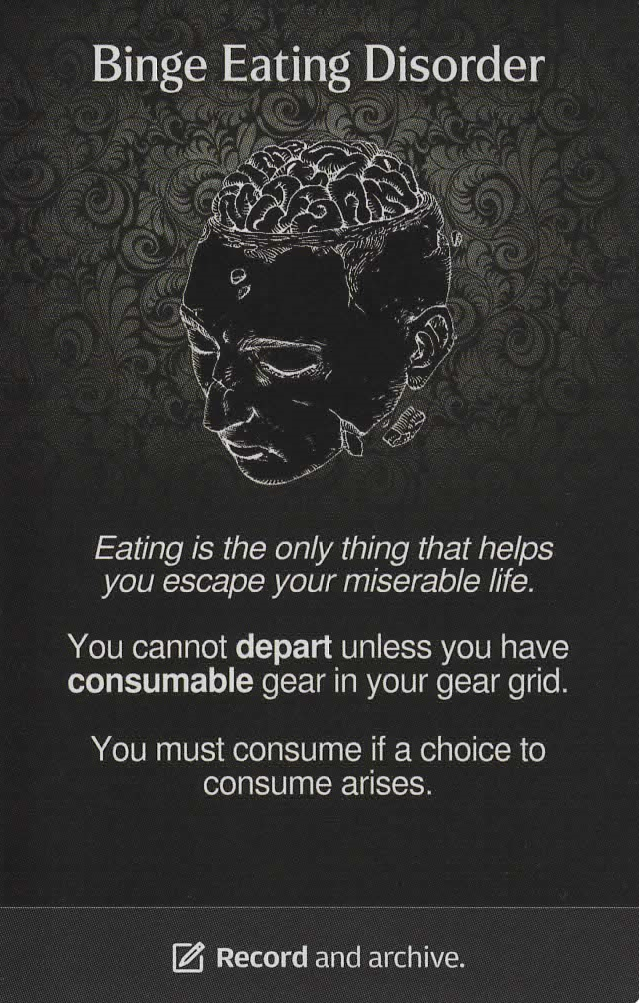 Binge Eating Disorder
Eating is the only thing that helps
you escape your miserable life.
You cannot depart unless you have
consumable gear in your gear grid.
You must consume if a choice to
consume arises.
Record and archive.